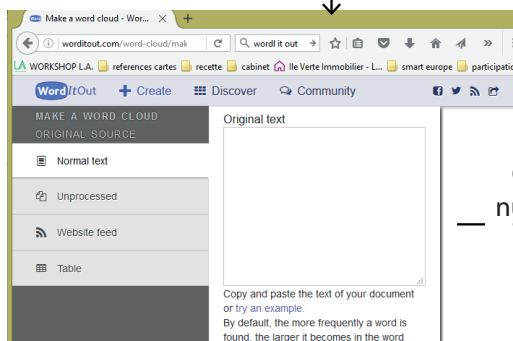 Make a word cloud - Wor... × +
worditout.com/word-cloud/mak wordl it out
WORKSHOP L.A. references cartes recette cabinet Ile Verte Immobilier - L... smart europe participatio
WordItOut Create Discover Community
MAKE A WORD CLOUD
ORIGINAL SOURCE
Normal text
Unprocessed
Website feed
Table
Original text
Copy and paste the text of your document
or try an example.
By default, the more frequently a word is
found, the larger it becomes in the word